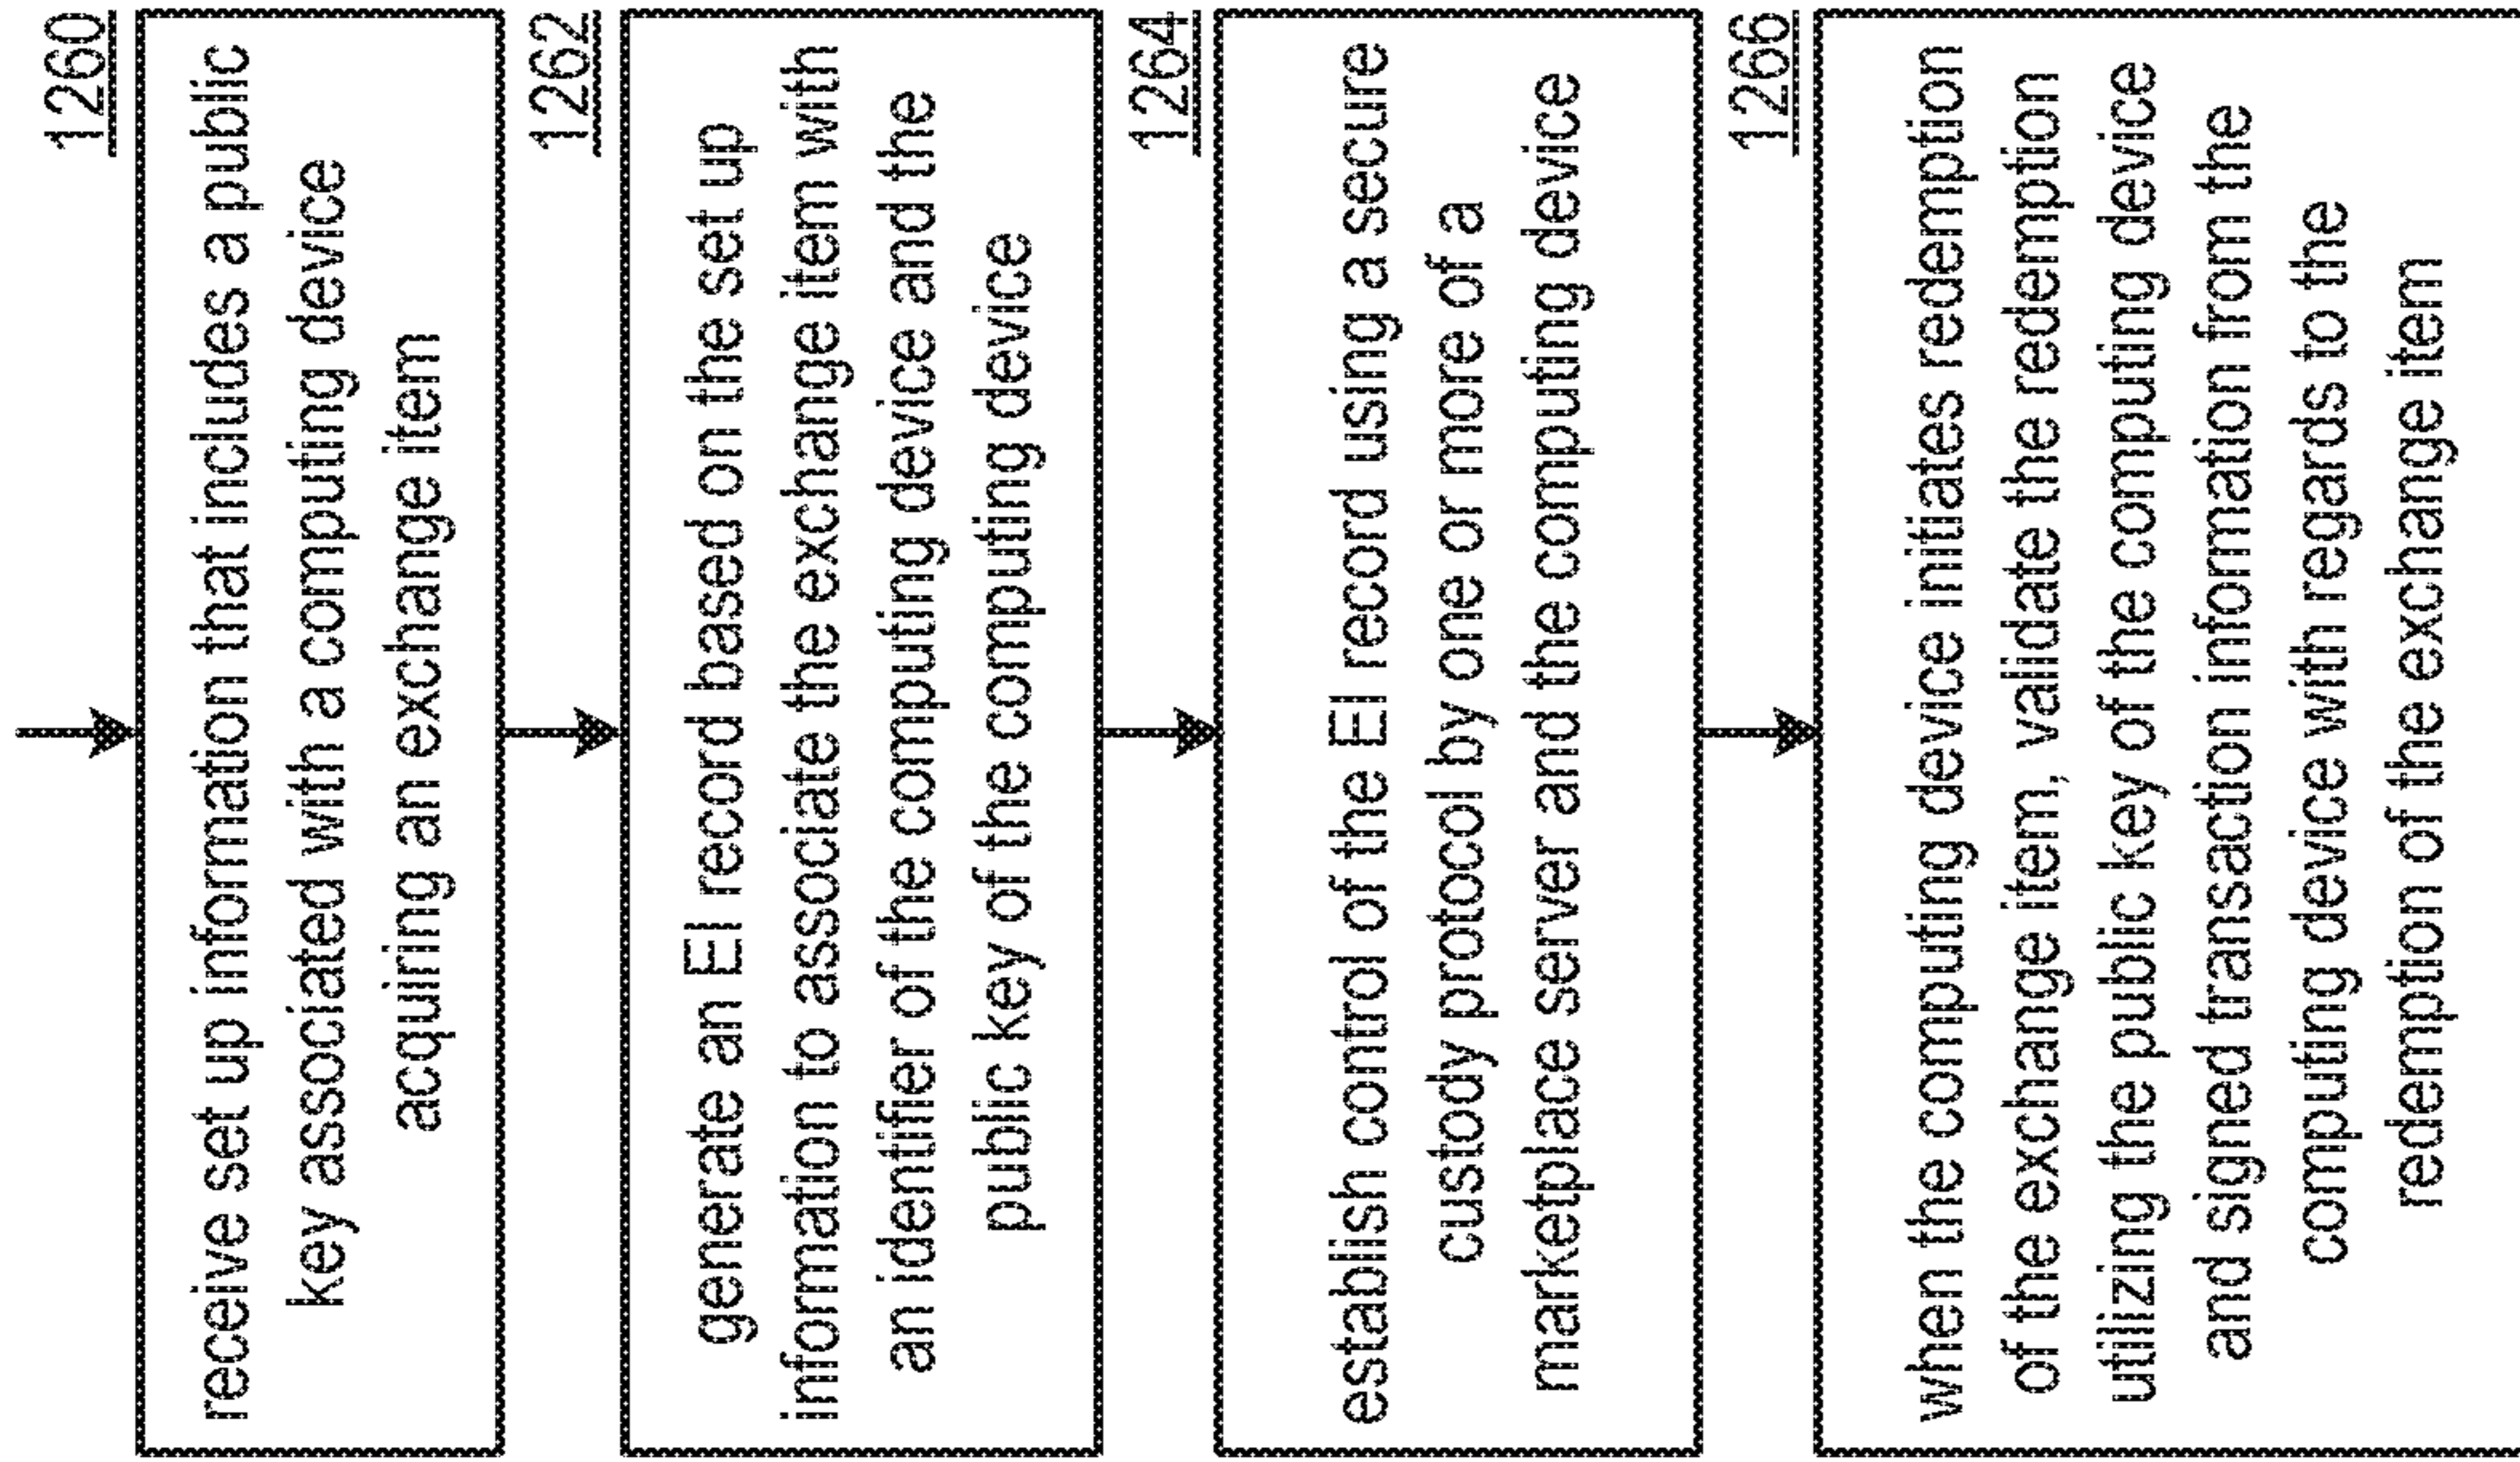 1260
receive set up information that includes a public
key associated with a computing device
acquiring an exchange item
1262
generate an EI record based on the set up
information to associate the exchange item with
an identifier of the computing device and the
public key of the computing device
1264
establish control of the EI record using a secure
custody protocol by one or more of a
marketplace server and the computing device
1266
when the computing device initiates redemption
of the exchange item, validate the redemption
utilizing the public key of the computing device
and signed transaction information from the
computing device with regards to the
redemption of the exchange item